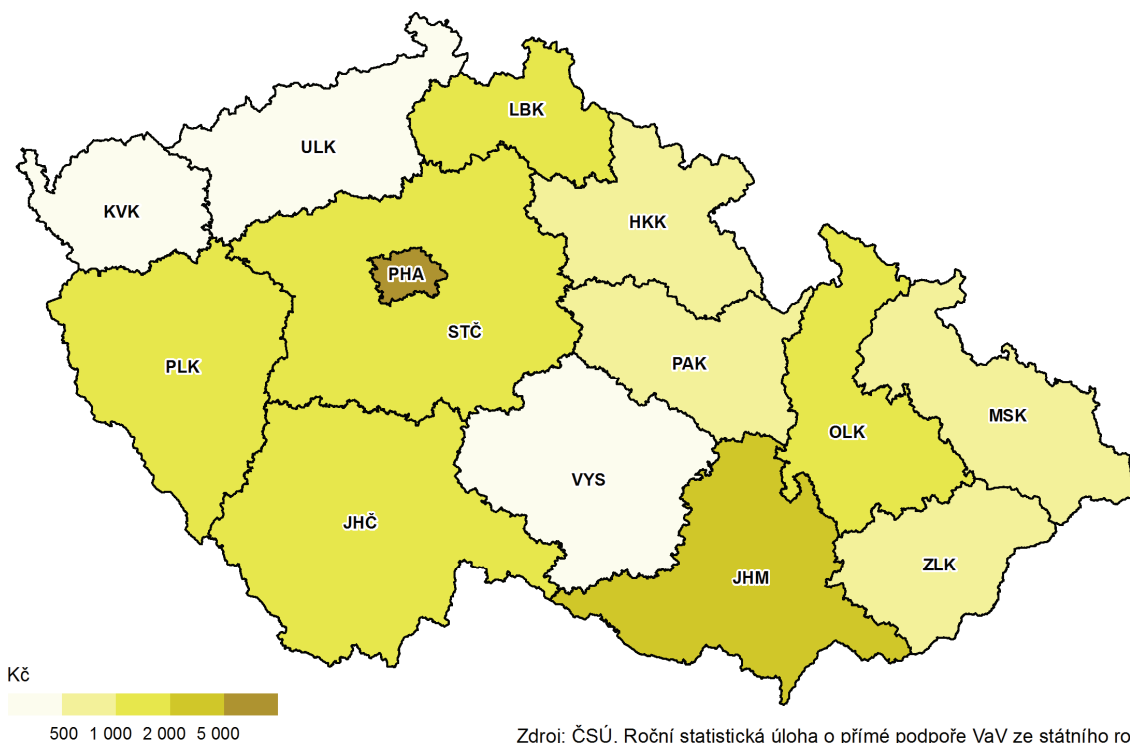 LBK
ULK
KVK
HKK
PHA
STČ
PLK
PAK
MSK
OLK
VYS
JHČ
ZLK
JHM
Kč
500 1 000 2 000 5 000
Zdroj: ČSÚ, Roční statistická úloha o přímé podpoře VaV ze státního ro